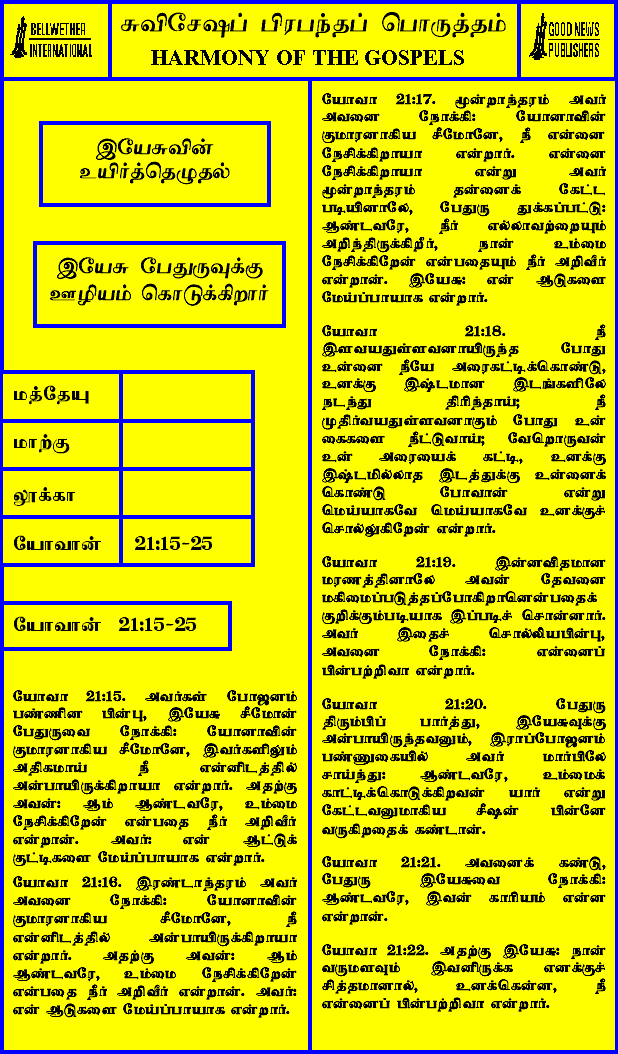 BELLWETHER
INTERNATIONAL
சுவிசேஷப் பிரபந்தப் பொருத்தம்
HARMONY OF THE GOSPELS
GOOD NEWS
PUBLISHERS
இயேசுவின்
உயிர்த்தெழுதல்
இயேசு பேதுருவுக்கு
ஊழியம் கொடுக்கிறார்
மத்தேயு
மாற்கு
லூக்கா
யோவான் 21:15-25
யோவான் 21:15-25
யோவா 21:15. அவர்கள் போஜனம்
பண்ணின பின்பு, இயேசு சீமோன்
பேதுருவை நோக்கி: யோனாவின்
குமாரனாகிய சீமோனே, இவர்களிலும்
அதிகமாய் நீ என்னிடத்தில்
அன்பாயிருக்கிறாயா என்றார். அதற்கு
அவன்: ஆம் ஆண்டவரே, உம்மை
நேசிக்கிறேன் என்பதை நீர் அறிவீர்
என்றான். அவர்: என் ஆட்டுக்
குட்டிகளை மேய்ப்பாயாக என்றார்.
யோவா 21:16. இரண்டாந்தரம் அவர்
அவனை நோக்கி: யோனாவின்
குமாரனாகிய சீமோனே, நீ
என்னிடத்தில் அன்பாயிருக்கிறாயா
என்றார். அதற்கு அவன்: ஆம்
ஆண்டவரே, உம்மை நேசிக்கிறேன்
என்பதை நீர் அறிவீர் என்றான். அவர்:
என் ஆடுகளை மேய்ப்பாயாக என்றார்.
யோவா 21:17. மூன்றாந்தரம் அவர்
அவனை நோக்கி: யோனாவின்
குமாரனாகிய சீமோனே, நீ என்னை
நேசிக்கிறாயா என்றார். என்னை
நேசிக்கிறாயா என்று அவர்
மூன்றாந்தரம் தன்னைக் கேட்ட
படியினாலே, பேதுரு துக்கப்பட்டு:
ஆண்டவரே, நீர் எல்லாவற்றையும்
அறிந்திருக்கிறீர், நான் உம்மை
நேசிக்கிறேன் என்பதையும் நீர் அறிவீர்
என்றான். இயேசு: என் ஆடுகளை
மேய்ப்பாயாக என்றார்.
யோவா 21:18. நீ
இளவயதுள்ளவனாயிருந்த போது
உன்னை நீயே அரைகட்டிக்கொண்டு,
உனக்கு இஷ்டமான இடங்களிலே
நடந்து திரிந்தாய்; நீ
முதிர்வயதுள்ளவனாகும் போது உன்
கைகளை நீட்டுவாய்; வேறொருவன்
உன் அரையைக் கட்டி, உனக்கு
இஷ்டமில்லாத இடத்துக்கு உன்னைக்
கொண்டு போவான் என்று
மெய்யாகவே மெய்யாகவே உனக்குச்
சொல்லுகிறேன் என்றார்.
யோவா 21:19. இன்னவிதமான
மரணத்தினாலே அவன் தேவனை
மகிமைப்படுத்தப்போகிறானென்பதைக்
குறிக்கும்படியாக இப்படிச் சொன்னார்.
அவர் இதைச் சொல்லியபின்பு,
அவனை நோக்கி: என்னைப்
பின்பற்றிவா என்றார்.
யோவா 21:20. பேதுரு
திரும்பிப் பார்த்து, இயேசுவுக்கு
அன்பாயிருந்தவனும், இராப்போஜனம்
பண்ணுகையில் அவர் மார்பிலே
சாய்ந்து: ஆண்டவரே, உம்மைக்
காட்டிக்கொடுக்கிறவன் யார் என்று
கேட்டவனுமாகிய சீஷன் பின்னே
வருகிறதைக் கண்டான்.
யோவா 21:21. அவனைக் கண்டு,
பேதுரு இயேசுவை நோக்கி:
ஆண்டவரே, இவன் காரியம் என்ன
என்றான்.
யோவா 21:22. அதற்கு இயேசு: நான்
வருமளவும் இவனிருக்க எனக்குச்
சித்தமானால், உனக்கென்ன, நீ
என்னைப் பின்பற்றிவா என்றார்.